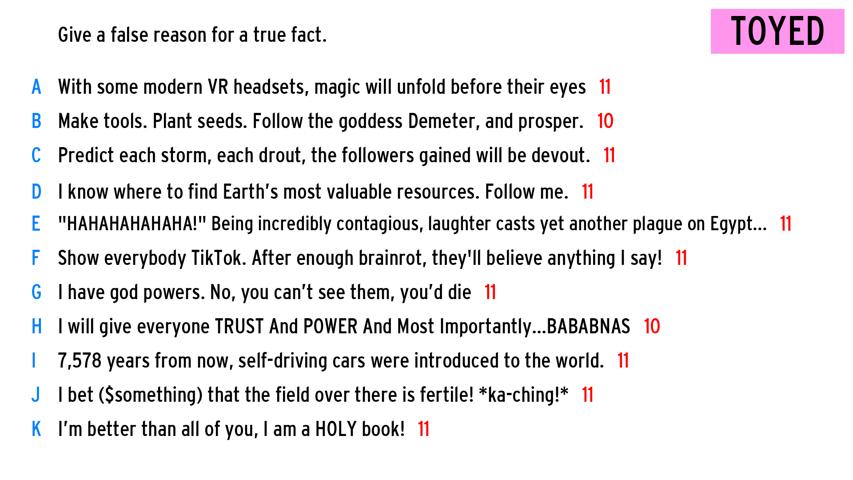 Give a false reason for a true fact.
TOYED
A With some modern VR headsets, magic will unfold before their eyes 11
B Make tools. Plant seeds. Follow the goddess Demeter, and prosper. 10
C Predict each storm, each drout, the followers gained will be devout. 11
D I know where to find Earth's most valuable resources. Follow me. 11
E "HAHAHAHAHAHA!" Being incredibly contagious, laughter casts yet another plague on Egypt... 11
F Show everybody TikTok. After enough brainrot, they'll believe anything I say! 11
G I have god powers. No, you can't see them, you'd die 11
H I will give everyone TRUST And POWER And Most Importantly...BABABNAS 10
I 7,578 years from now, self-driving cars were introduced to the world. 11
J I bet ($something) that the field over there is fertile! *ka-ching!* 11
K I'm better than all of you, I am a HOLY book! 11